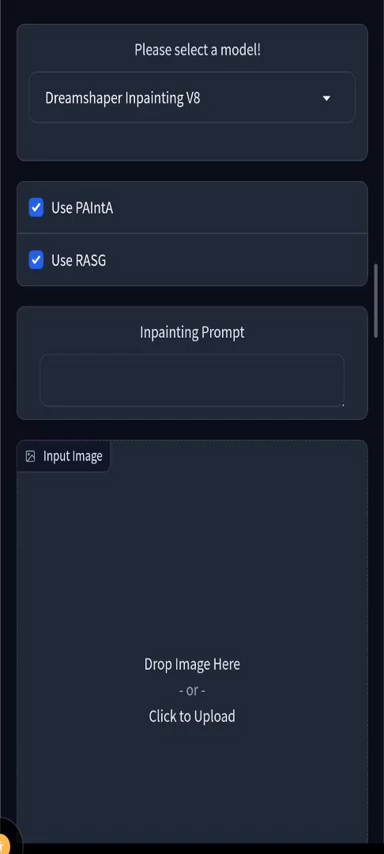 Please select a model!
Dreamshaper Inpainting V8
Use PAIntA
Use RASG
Inpainting Prompt
Input Image
Drop Image Here
- or -
Click to Upload